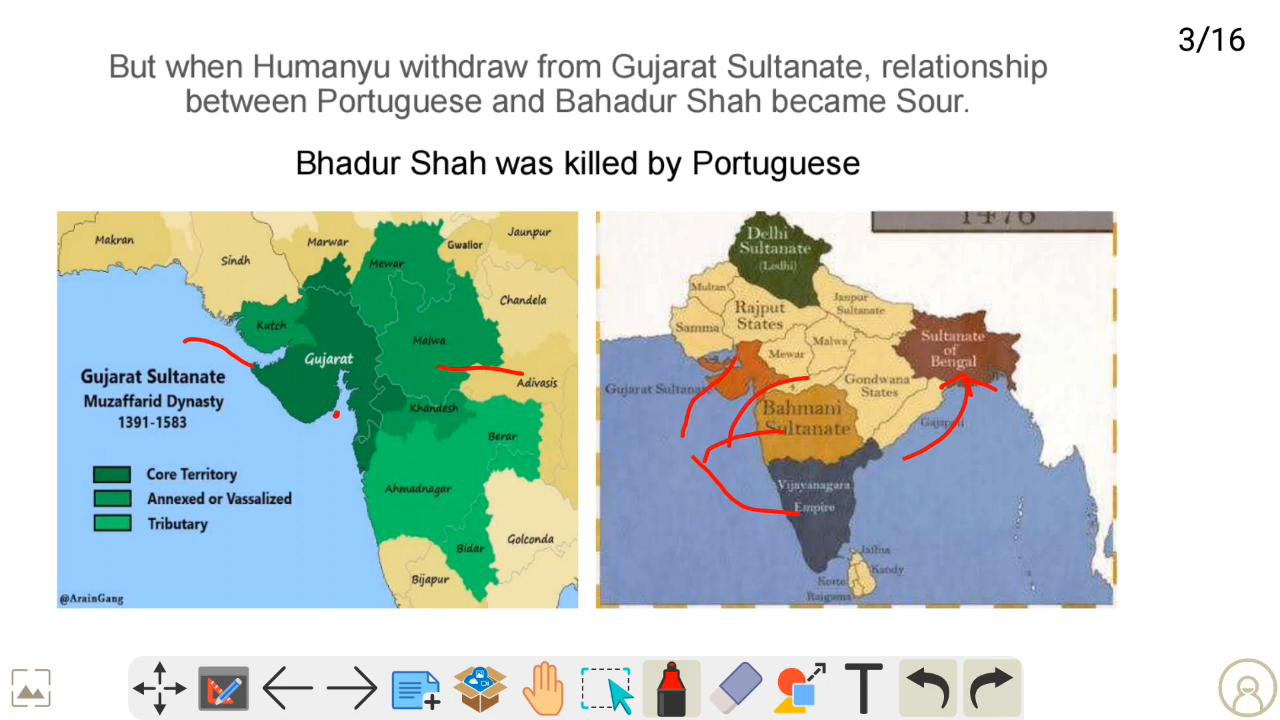 3/16
But when Humanyu withdraw from Gujarat Sultanate, relationship
between Portuguese and Bahadur Shah became Sour.
Bhadur Shah was killed by Portuguese
Makran
Sindh
Marwar
Jaunpur
Gwalior
Mewar
Chandela
Kutch
Malwa
Gujarat
Adivasis
Khandesh
Berar
Ahmadnagar
Golconda
Bidar
Bijapur
Gujarat Sultanate
Muzaffarid Dynasty
1391-1583
Core Territory
Annexed or Vassalized
Tributary
@ArainGang
1476
Delhi
Sultanate
(Lodhi)
Multan
Rajput
States
Janpur
Sultanate
Samma
Mewar
Malwa
Sultanate
of
Bengal
Gujarat Sultanate
Gondwana
States
Bahmani
Sultanate
Gajapati
Vijayanagara
Empire
Jaffna
Kandy
Kotte
Raigama
T